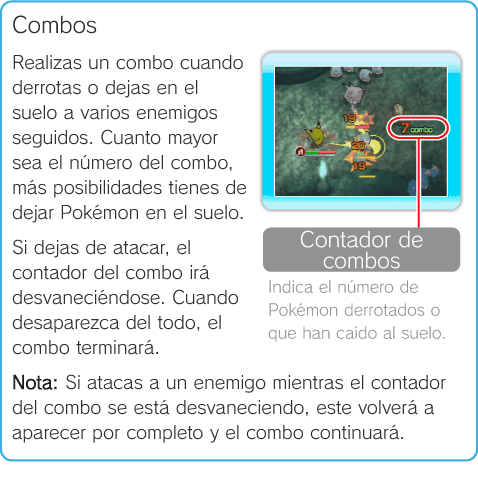 Combos
Realizas un combo cuando
derrotas o dejas en el
suelo a varios enemigos
seguidos. Cuanto mayor
sea el número del combo,
más posibilidades tienes de
dejar Pokémon en el suelo.
Si dejas de atacar, el
contador del combo irá
desvaneciéndose. Cuando
desaparezca del todo, el
combo terminará.
19
7 combo
20
19
Contador de
combos
Indica el número de
Pokémon derrotados o
que han caído al suelo.
Nota: Si atacas a un enemigo mientras el contador
del combo se está desvaneciendo, este volverá a
aparecer por completo y el combo continuará.